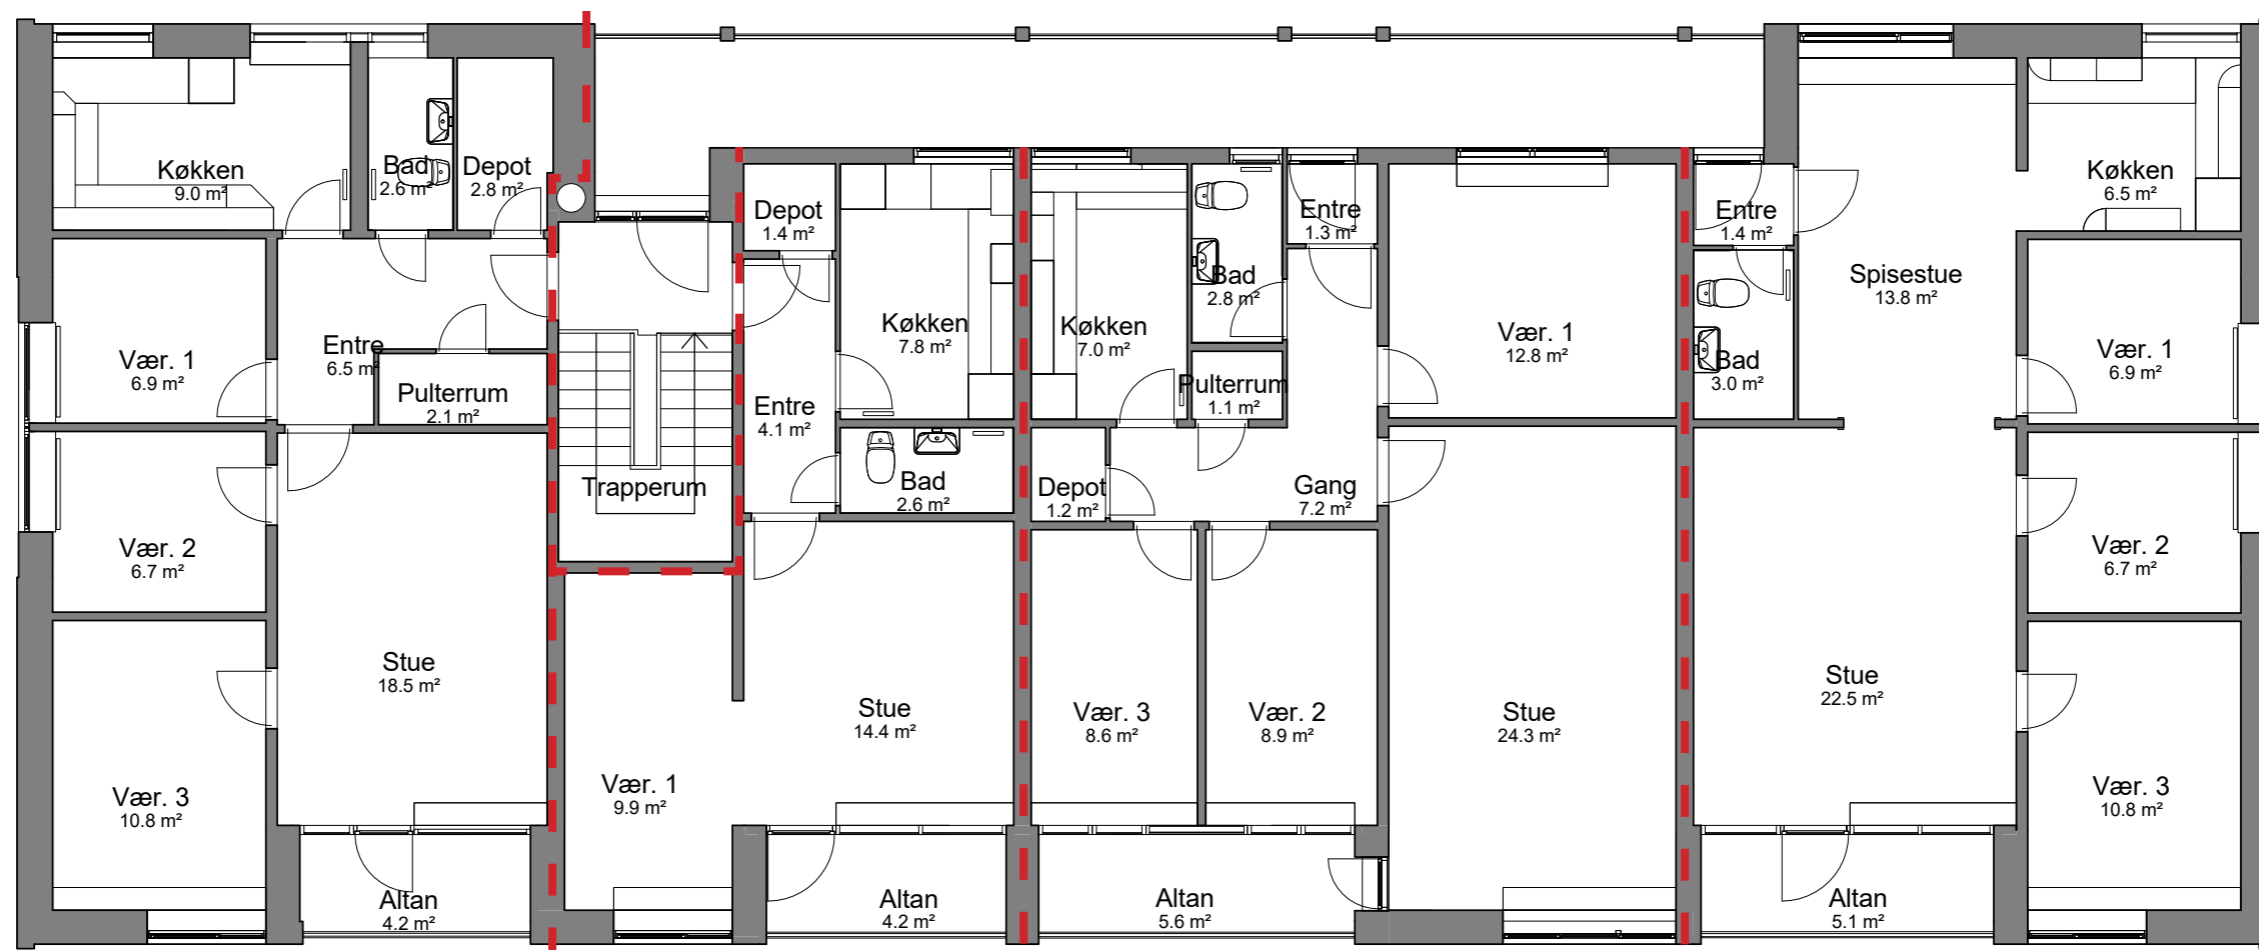 Køkken
9.0 m²
Bad
2.6 m²
Depot
2.8 m²
Vær. 1
6.9 m²
Entre
6.5 m²
Pulterrum
2.1 m²
Vær. 2
6.7 m²
Stue
18.5 m²
Vær. 3
10.8 m²
Altan
4.2 m²
Trapperum
Depot
1.4 m²
Køkken
7.8 m²
Entre
4.1 m²
Bad
2.6 m²
Stue
14.4 m²
Vær. 1
9.9 m²
Altan
4.2 m²
Køkken
7.0 m²
Bad
2.8 m²
Entre
1.3 m²
Pulterrum
1.1 m²
Vær. 1
12.8 m²
Depot
1.2 m²
Gang
7.2 m²
Vær. 3
8.6 m²
Vær. 2
8.9 m²
Stue
24.3 m²
Altan
5.6 m²
Entre
1.4 m²
Bad
3.0 m²
Spisestue
13.8 m²
Køkken
6.5 m²
Vær. 1
6.9 m²
Vær. 2
6.7 m²
Stue
22.5 m²
Vær. 3
10.8 m²
Altan
5.1 m²